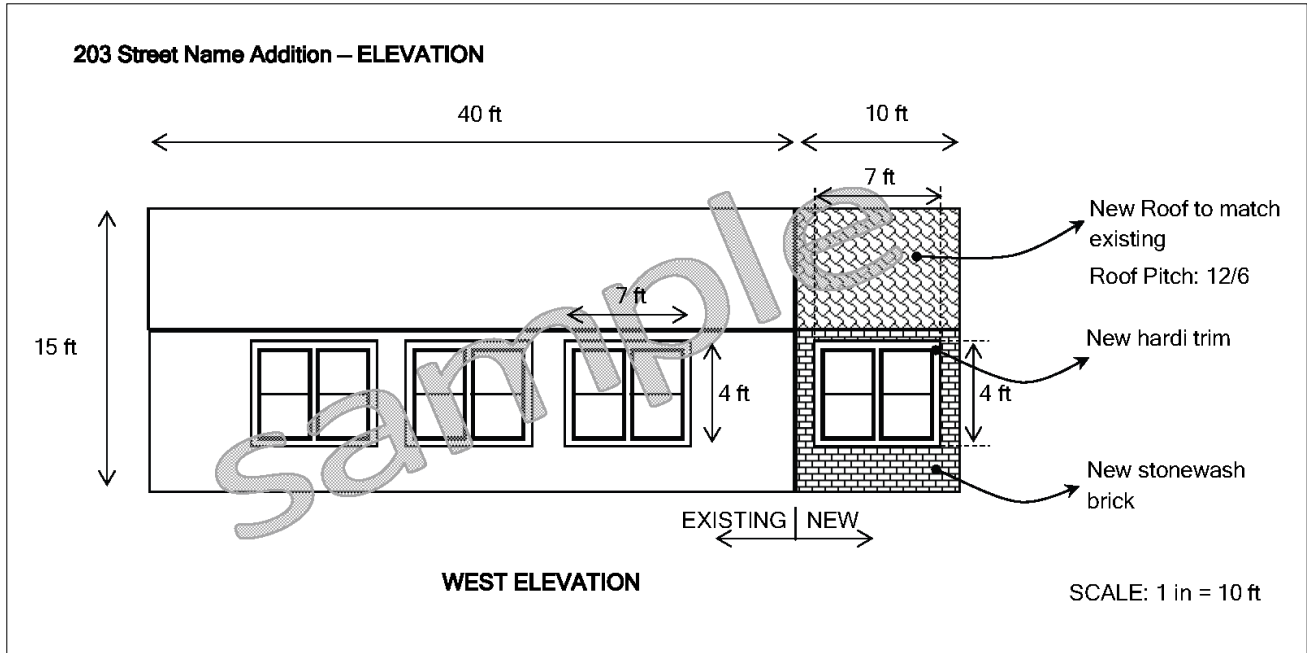 203 Street Name Addition – ELEVATION
40 ft
10 ft
7 ft
New Roof to match
existing
Roof Pitch: 12/6
7 ft
15 ft
New hardi trim
4 ft
4 ft
sample
New stonewash
brick
EXISTING NEW
WEST ELEVATION
SCALE: 1 in = 10 ft